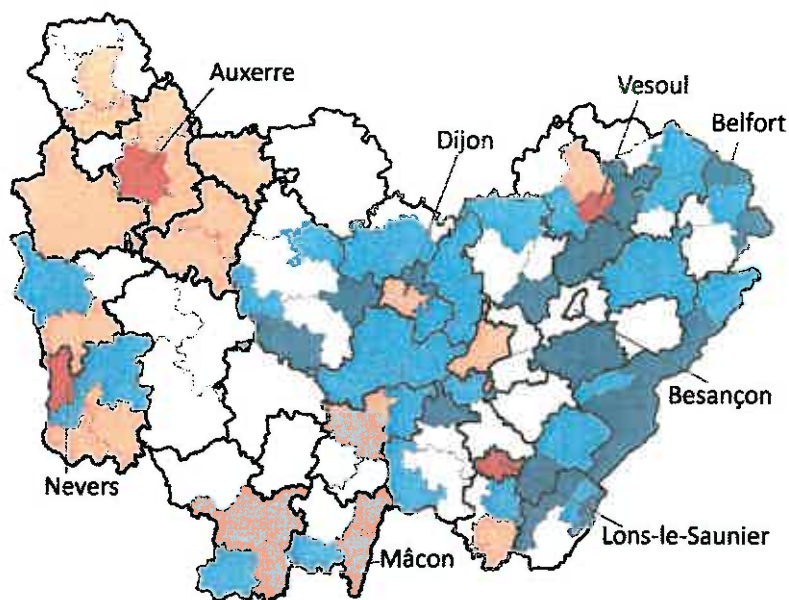 Auxerre
Vesoul
Belfort
Dijon
Besançon
Nevers
Lons-le-Saunier
Mâcon